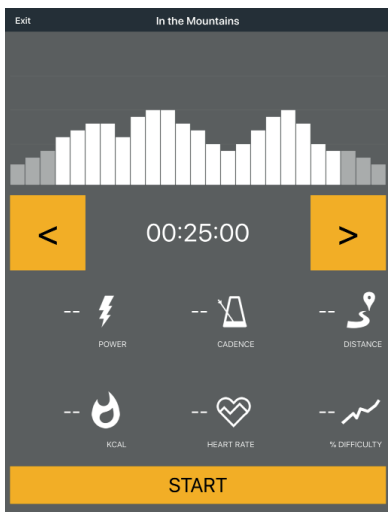 Exit In the Mountains
< 00:25:00 >
-- -- --
POWER CADENCE DISTANCE
-- -- --
KCAL HEART RATE % DIFFICULTY
START